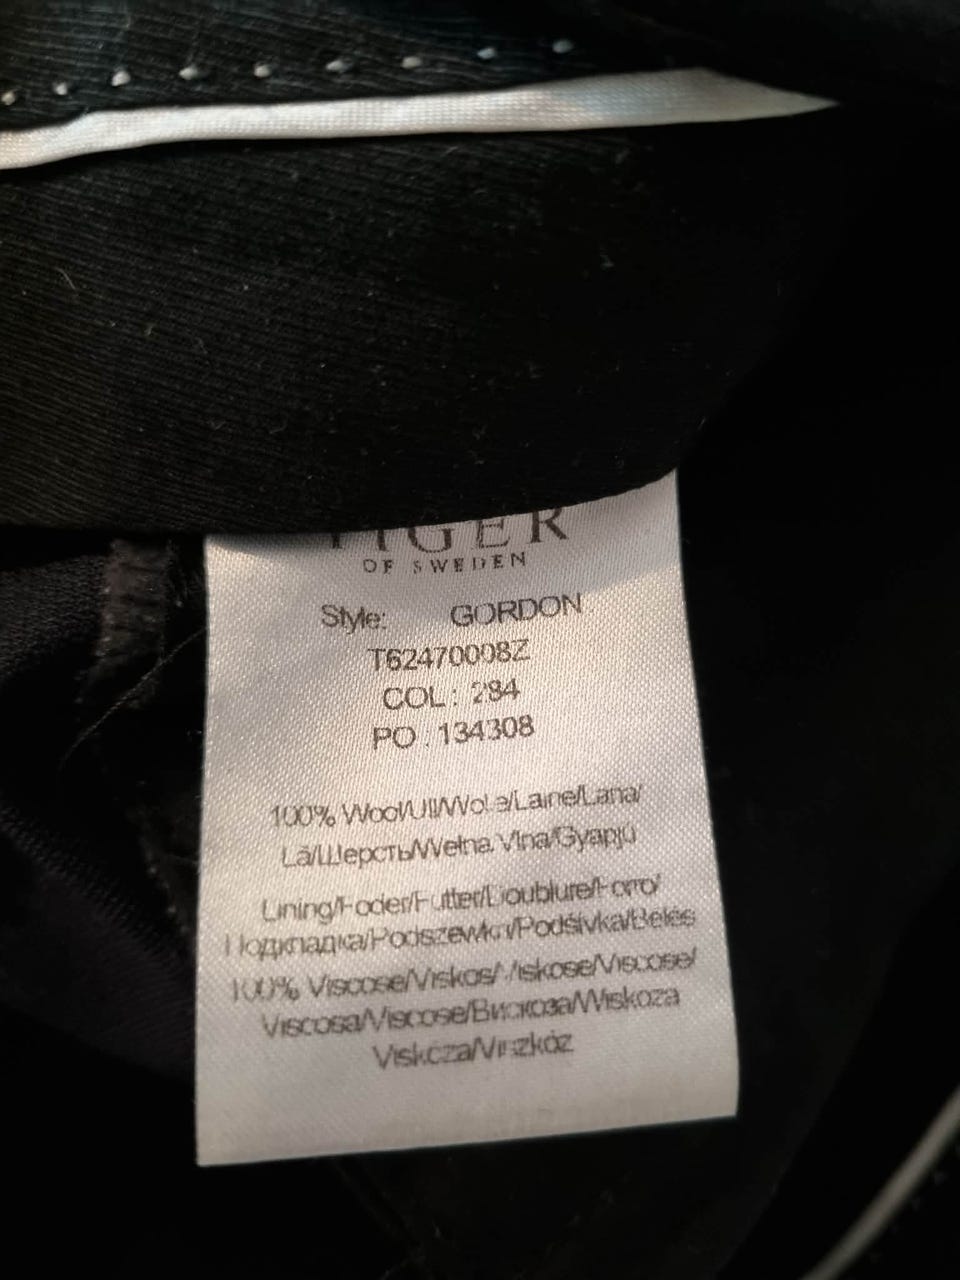 TIGER
OF SWEDEN
Style: GORDON
T62470008Z
COL : 284
PO : 134308
100% Wool/Ull/Wolle/Laine/Lana/
Lã/Шерсть/Wełna Vlna/Gyapjú
Lining/Foder/Futter/Doublure/Forro/
Подкладка/Podszewka/Podšívka/Bélés
100% Viscose/Viskos/Viskose/Viscose/
Viscosa/Viscose/Вискоза/Wiskoza
Viskóza/Viszkóz